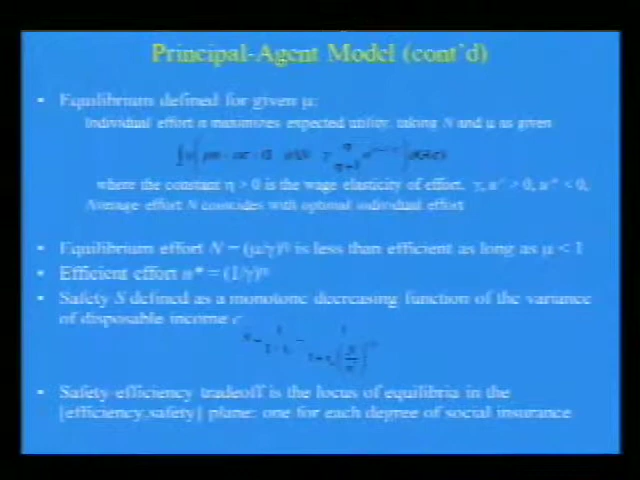 Principal-Agent Model (cont'd)
• Equilibrium defined for given μ:
Individual effort n maximizes expected utility, taking N and μ as given
where the constant η > 0 is the wage elasticity of effort, γ, u' > 0, u'' < 0,
Average effort N coincides with optimal individual effort
• Equilibrium effort N = (μ/γ)^η is less than efficient as long as μ < 1
• Efficient effort n* = (1/γ)^η
• Safety S defined as a monotone decreasing function of the variance
of disposable income c
• Safety-efficiency tradeoff is the locus of equilibria in the
{efficiency,safety} plane: one for each degree of social insurance